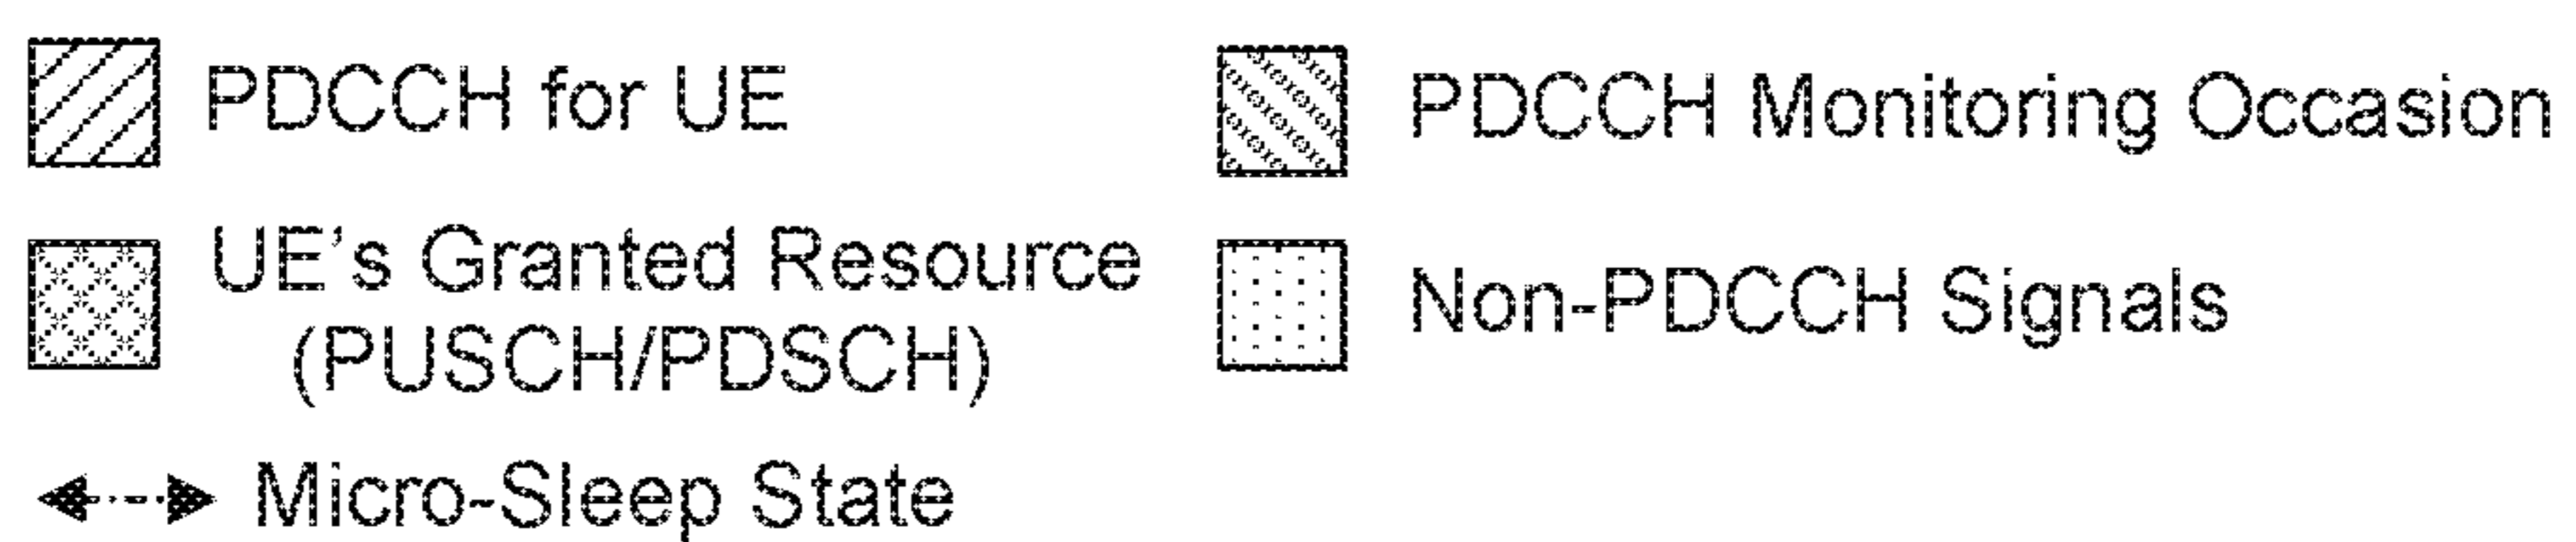 PDCCH for UE
PDCCH Monitoring Occasion
UE's Granted Resource
(PUSCH/PDSCH)
Non-PDCCH Signals
Micro-Sleep State